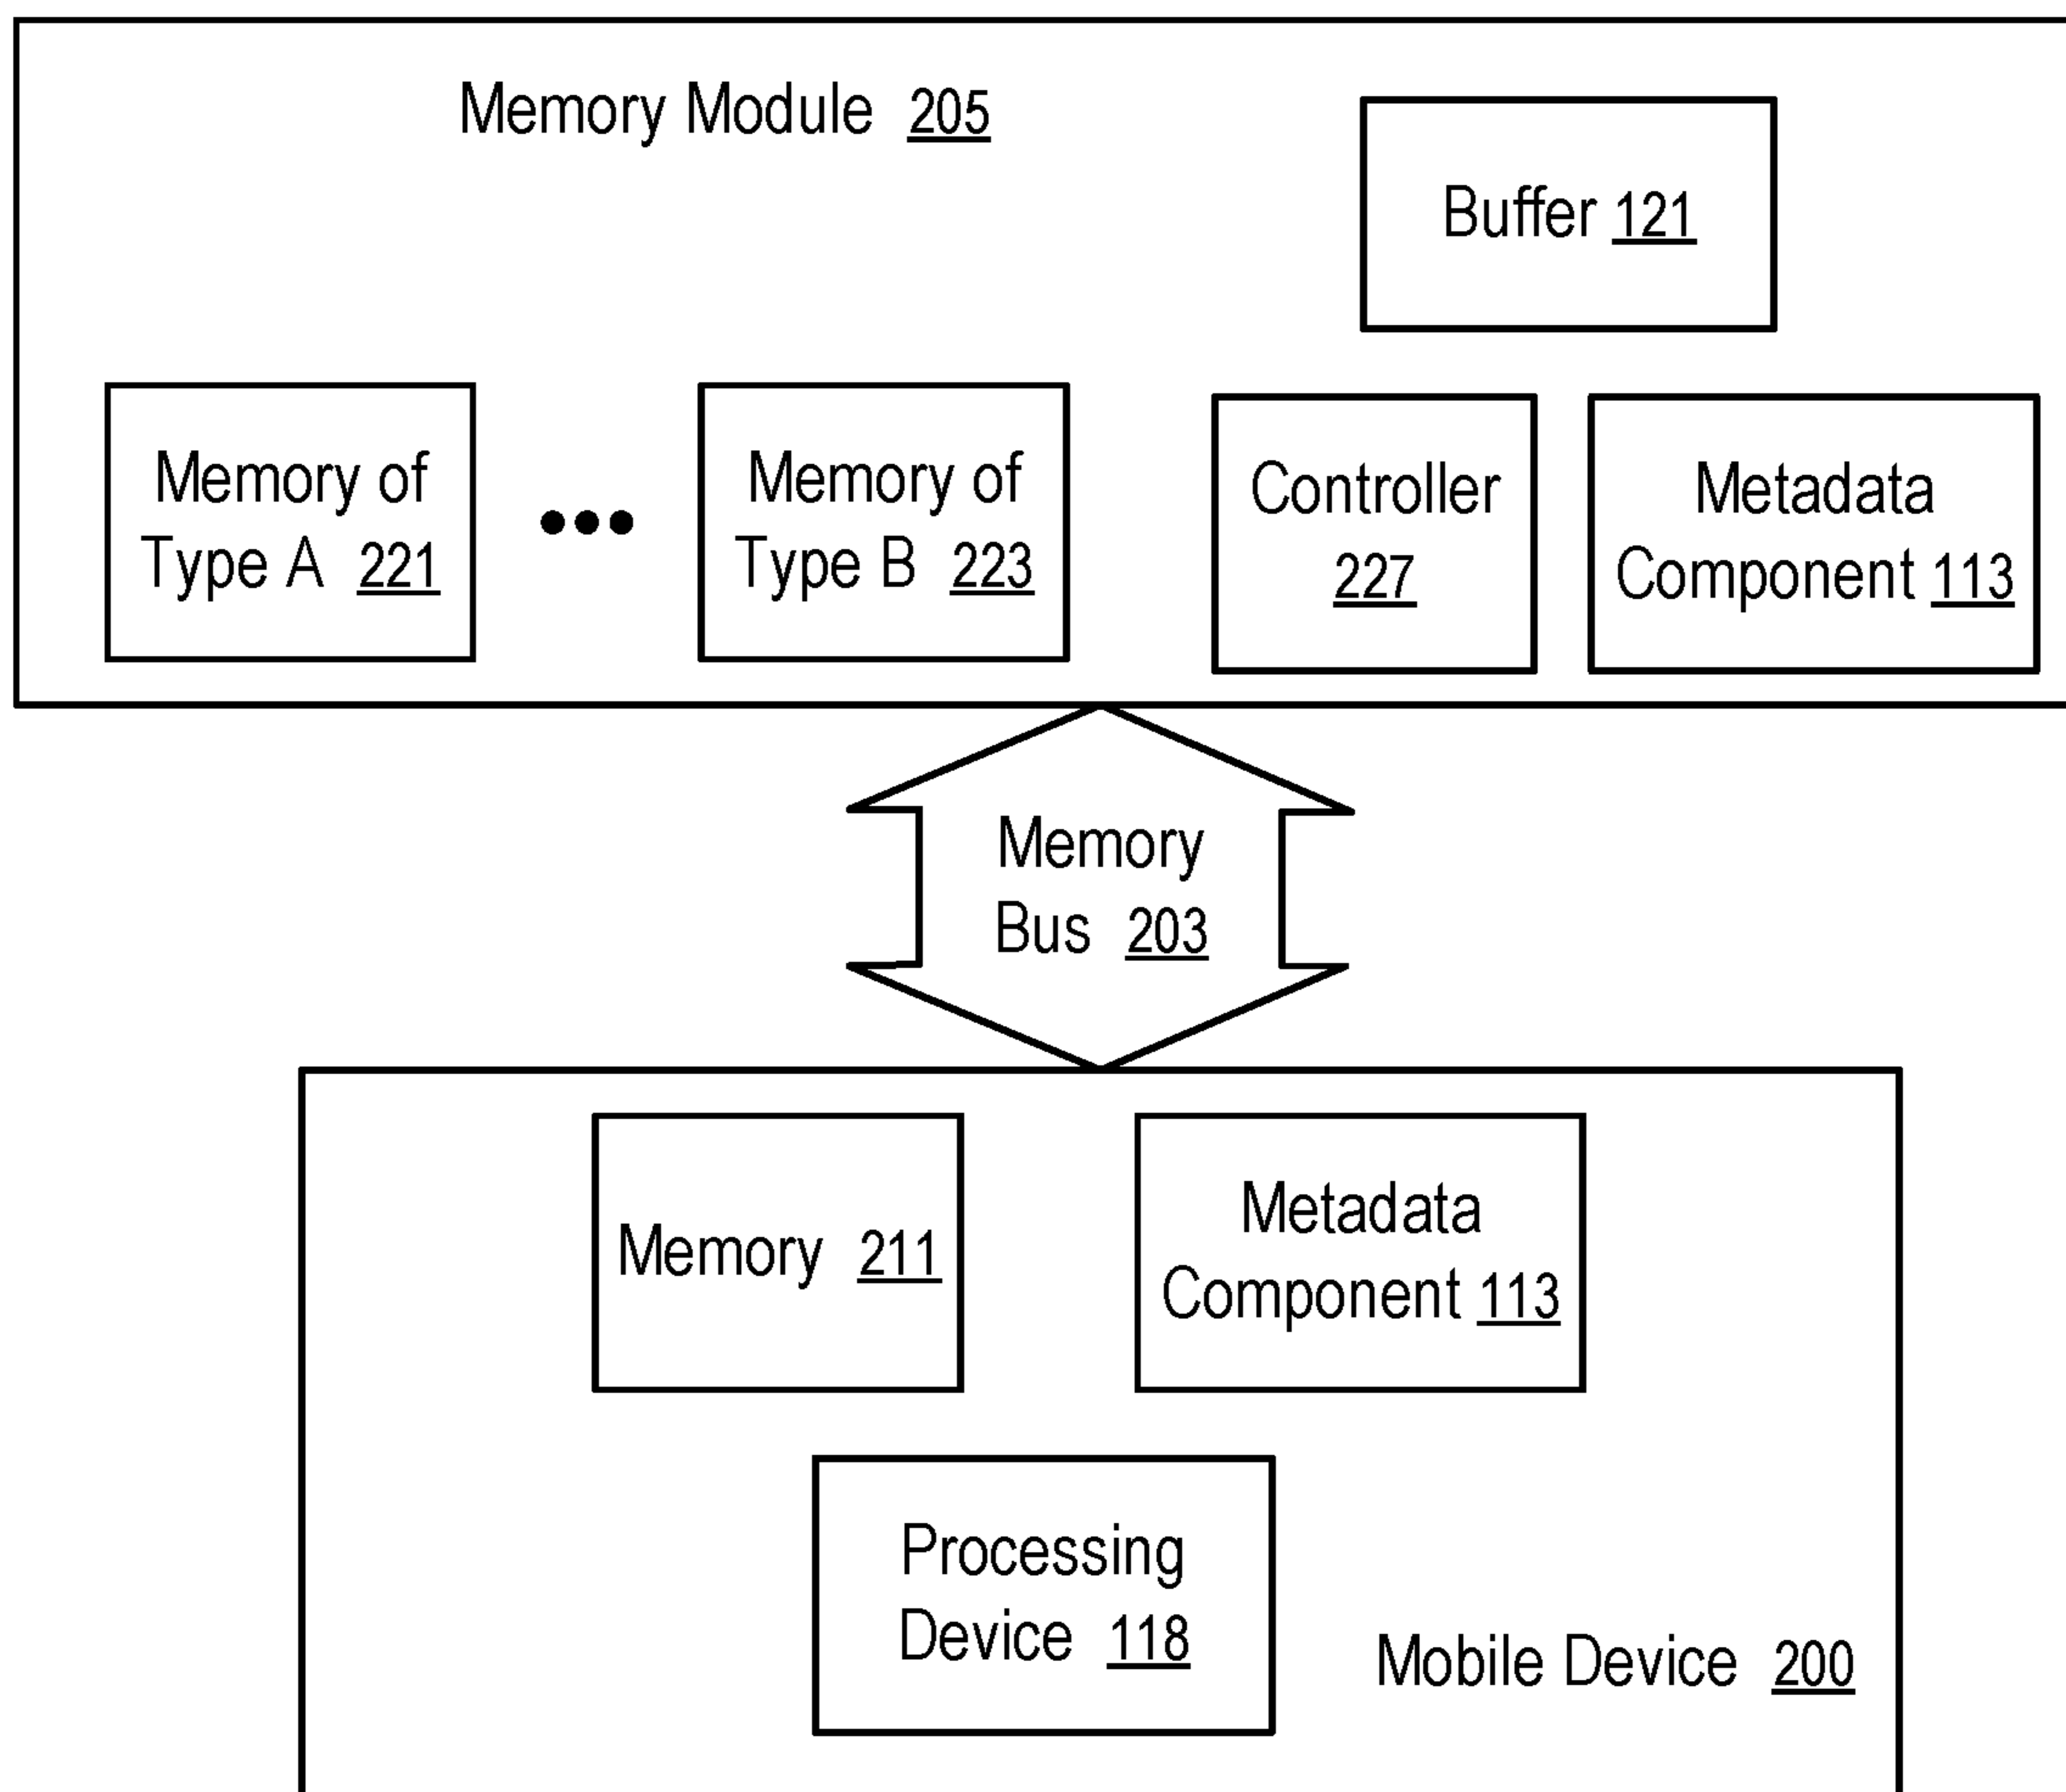 Memory Module 205
Buffer 121
Memory of
Type A 221
Memory of
Type B 223
Controller
227
Metadata
Component 113
Memory
Bus 203
Memory 211
Metadata
Component 113
Processing
Device 118
Mobile Device 200